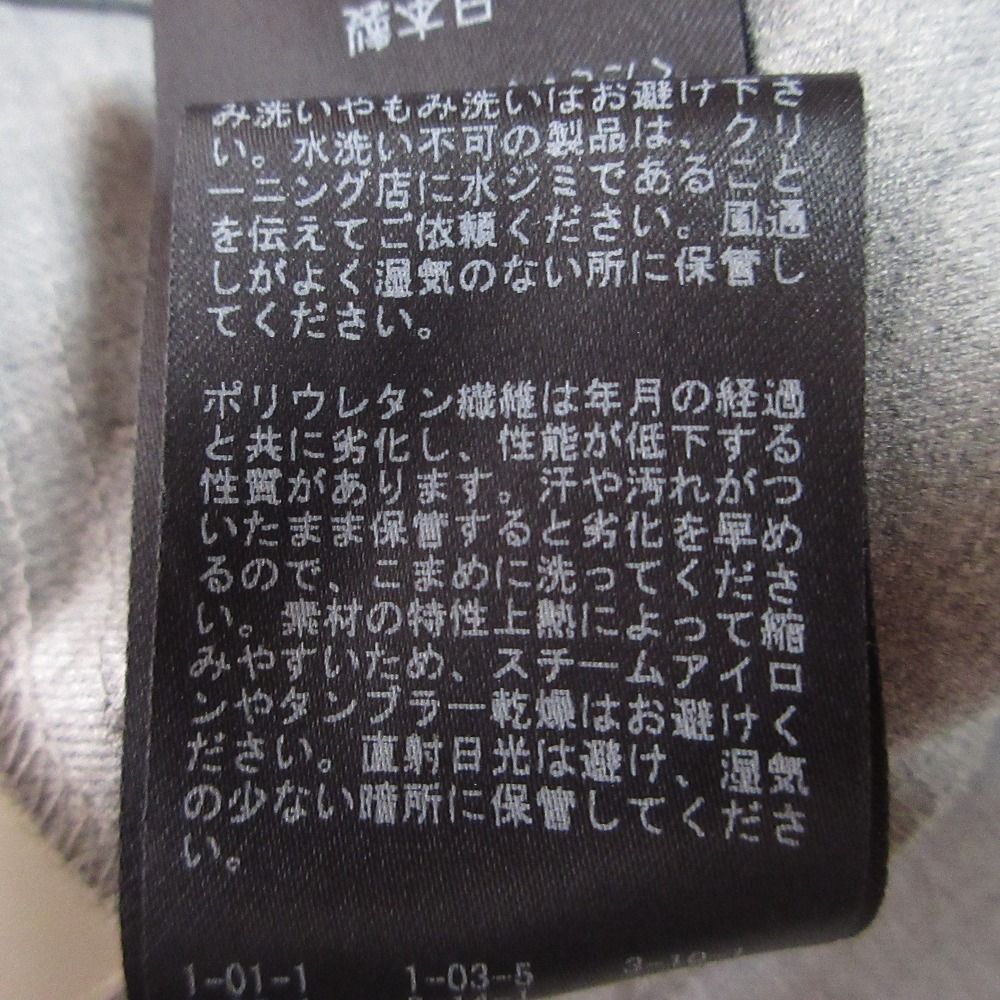 日本製
み洗いやもみ洗いはお避け下さ
い。水洗い不可の製品は、クリ
ーニング店に水ジミであること
を伝えてご依頼ください。風通
しがよく湿気のない所に保管し
てください。
ポリウレタン繊維は年月の経過
と共に劣化し、性能が低下する
性質があります。汗や汚れがつ
いたまま保管すると劣化を早め
るので、こまめに洗ってくださ
い。素材の特性上熱によって縮
みやすいため、スチームアイロ
ンやタンブラー乾燥はお避けく
ださい。直射日光は避け、湿気
の少ない暗所に保管してくださ
い。
1-01-1 1-03-5